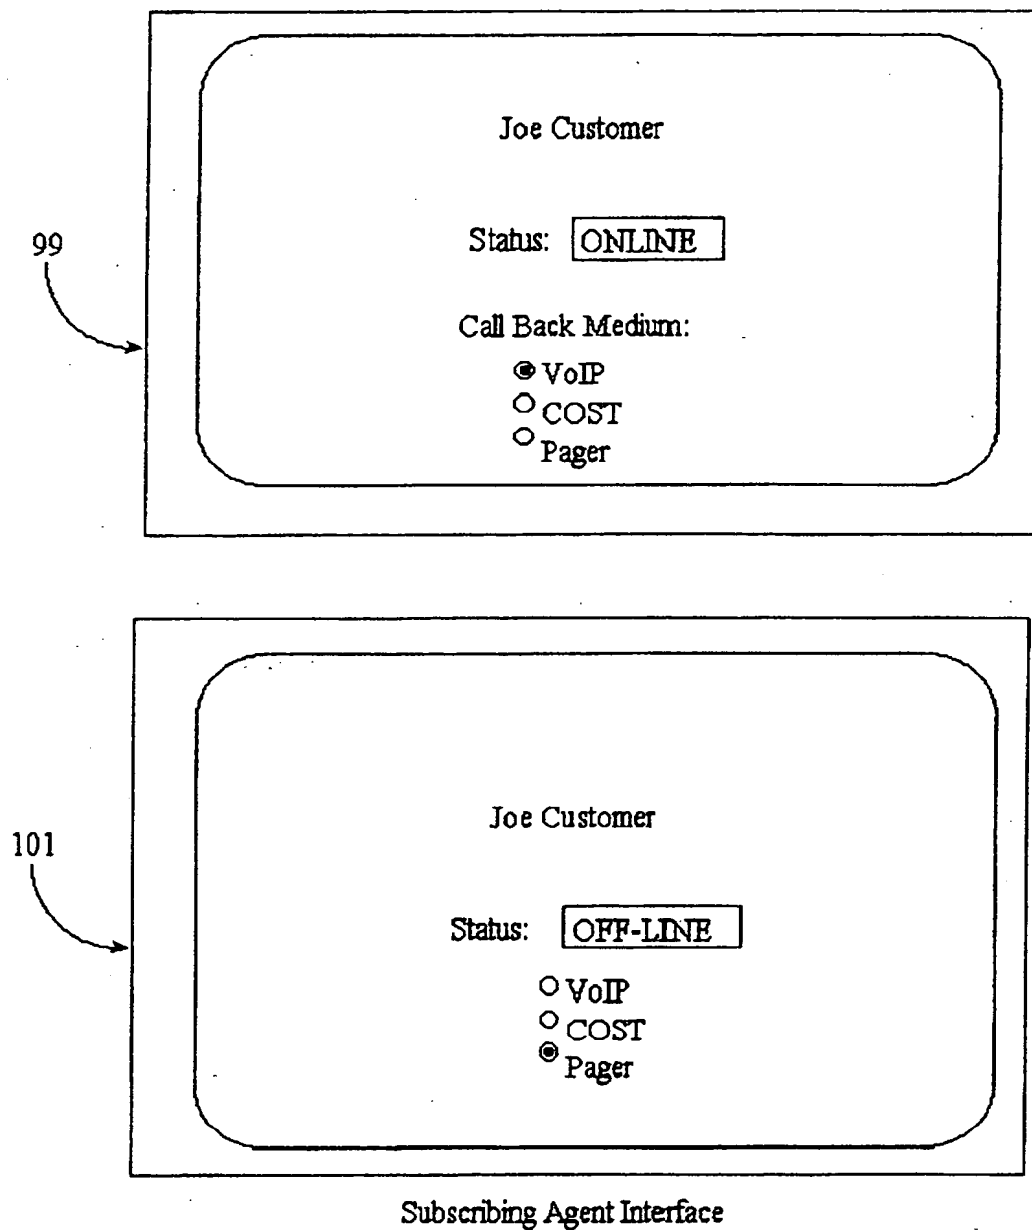 Joe Customer
99
Status: ONLINE
Call Back Medium:
VoIP
COST
Pager
Joe Customer
101
Status: OFF-LINE
VoIP
COST
Pager
Subscribing Agent Interface